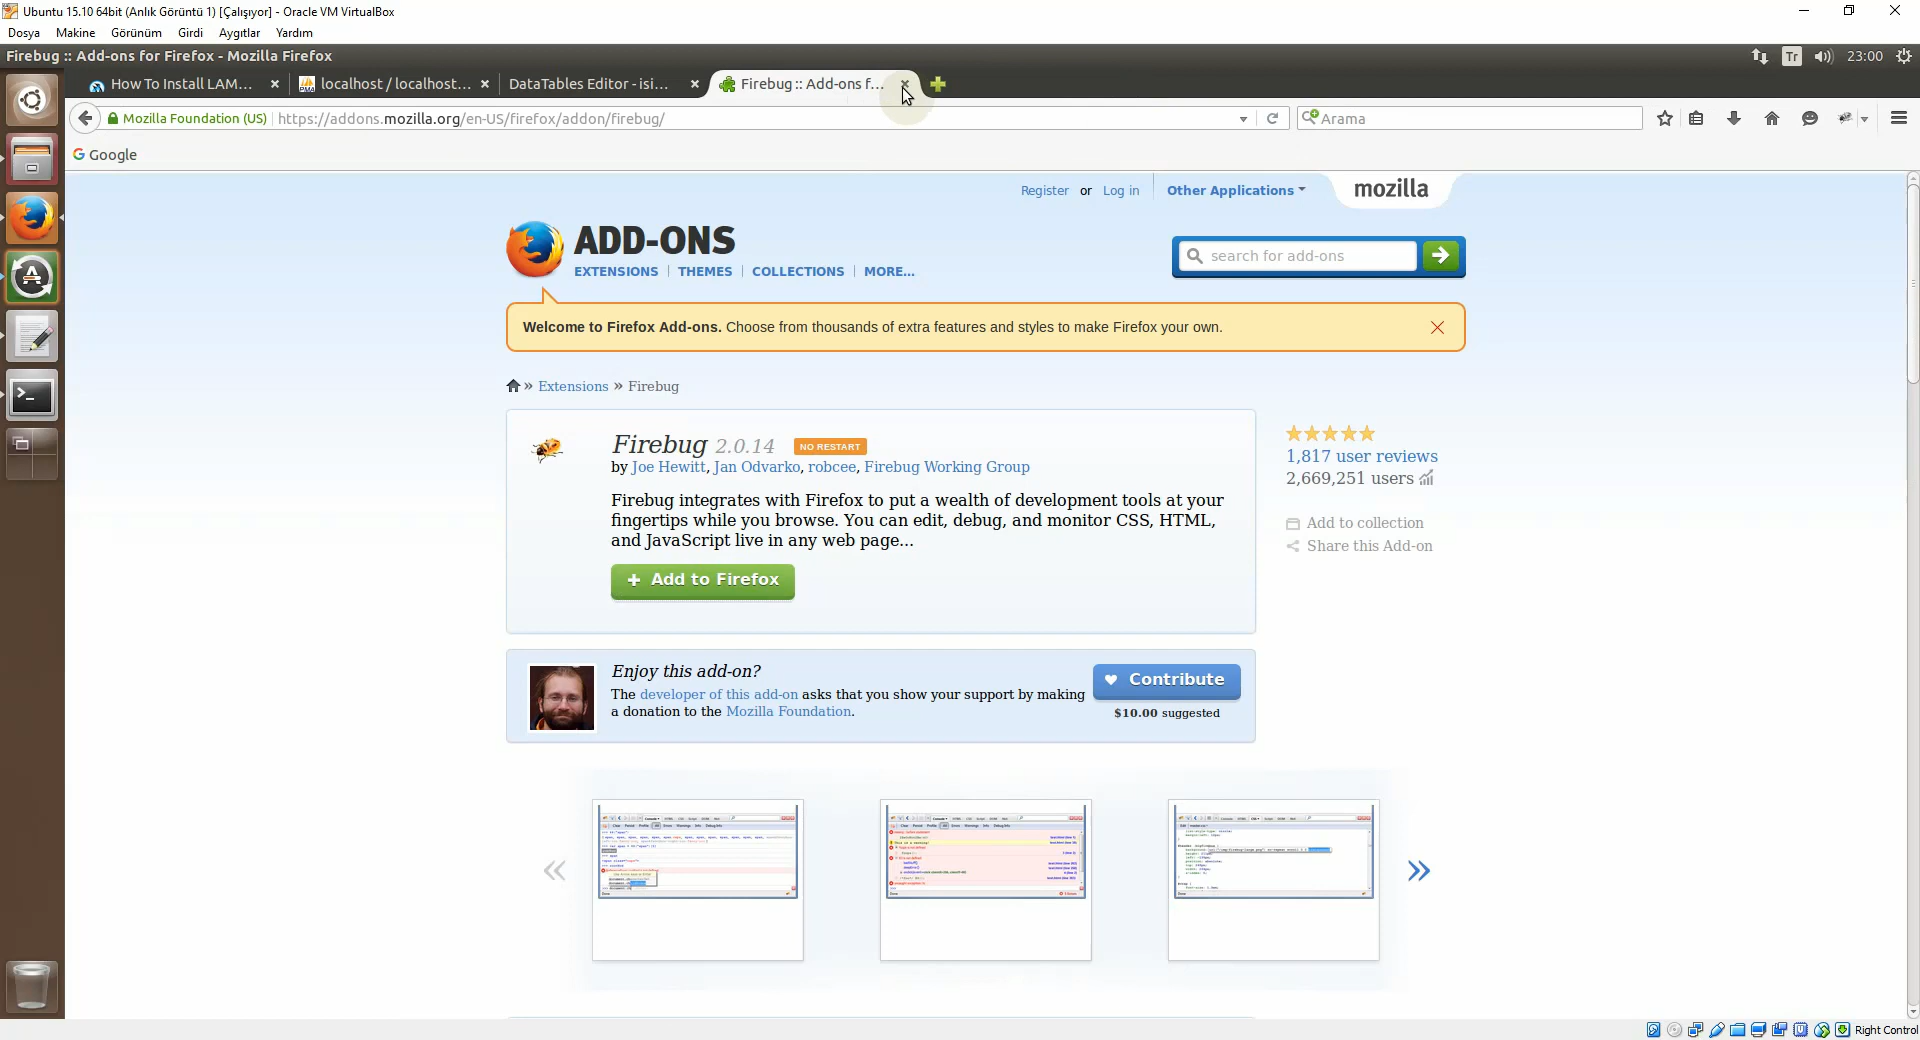 Ubuntu 15.10 64bit (Anlık Görüntü 1) [Çalışıyor] - Oracle VM VirtualBox
Dosya Makine Görünüm Girdi Aygıtlar Yardım
Firebug :: Add-ons for Firefox - Mozilla Firefox
Tr
23:00
How To Install LAM...
localhost / localhost...
DataTables Editor - isi...
Firebug :: Add-ons f...
Mozilla Foundation (US)
https://addons.mozilla.org/en-US/firefox/addon/firebug/
Arama
Google
Register or Log in
Other Applications
mozilla
ADD-ONS
EXTENSIONS THEMES COLLECTIONS MORE...
search for add-ons
Welcome to Firefox Add-ons. Choose from thousands of extra features and styles to make Firefox your own.
» Extensions » Firebug
Firebug 2.0.14 NO RESTART
by Joe Hewitt, Jan Odvarko, robcee, Firebug Working Group
Firebug integrates with Firefox to put a wealth of development tools at your
fingertips while you browse. You can edit, debug, and monitor CSS, HTML,
and JavaScript live in any web page...
Add to Firefox
1,817 user reviews
2,669,251 users
Add to collection
Share this Add-on
Enjoy this add-on?
The developer of this add-on asks that you show your support by making
a donation to the Mozilla Foundation.
Contribute
$10.00 suggested
Right Control